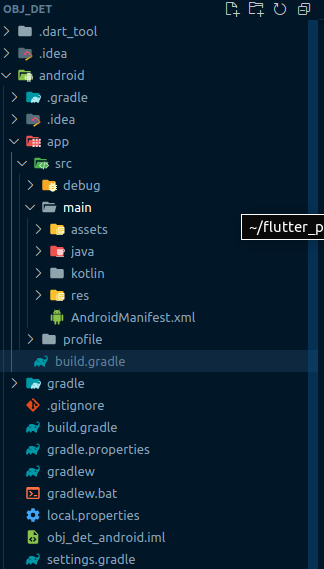 OBJ_DET
.dart_tool
.idea
android
.gradle
.idea
app
src
debug
main
assets
~/flutter_p
java
kotlin
res
AndroidManifest.xml
profile
build.gradle
gradle
.gitignore
build.gradle
gradle.properties
gradlew
gradlew.bat
local.properties
obj_det_android.iml
settings.gradle